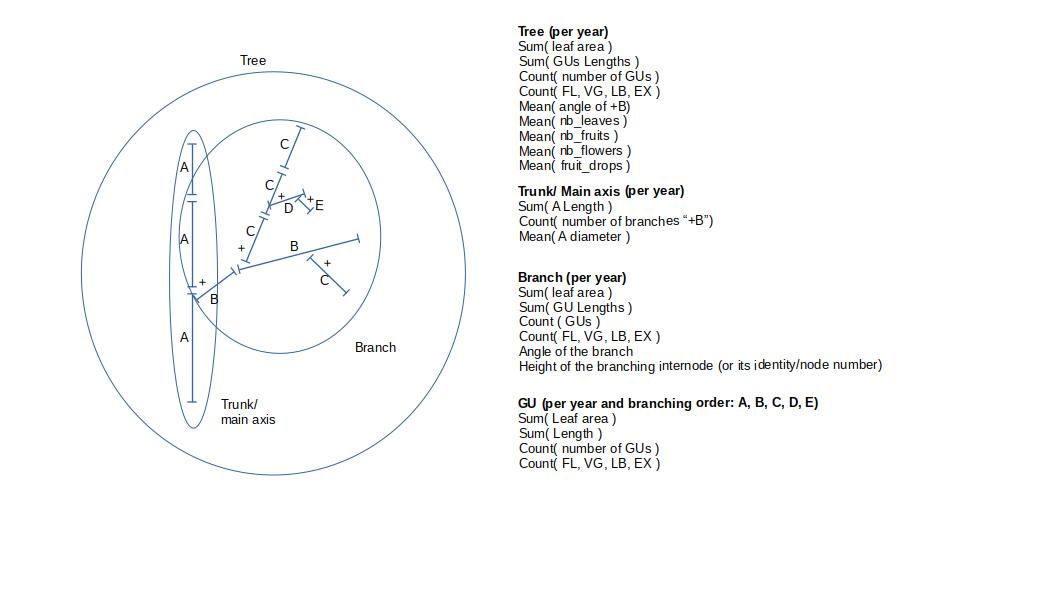 Tree
A
A
A
C
C
+
D
+
E
C
+
B
+
C
+
B
Branch
Trunk/
main axis
Tree (per year)
Sum( leaf area )
Sum( GUs Lengths )
Count( number of GUs )
Count( FL, VG, LB, EX )
Mean( angle of +B)
Mean( nb_leaves )
Mean( nb_fruits )
Mean( nb_flowers )
Mean( fruit_drops )
Trunk/ Main axis (per year)
Sum( A Length )
Count( number of branches “+B”)
Mean( A diameter )
Branch (per year)
Sum( leaf area )
Sum( GU Lengths )
Count ( GUs )
Count( FL, VG, LB, EX )
Angle of the branch
Height of the branching internode (or its identity/node number)
GU (per year and branching order: A, B, C, D, E)
Sum( Leaf area )
Sum( Length )
Count( number of GUs )
Count( FL, VG, LB, EX )